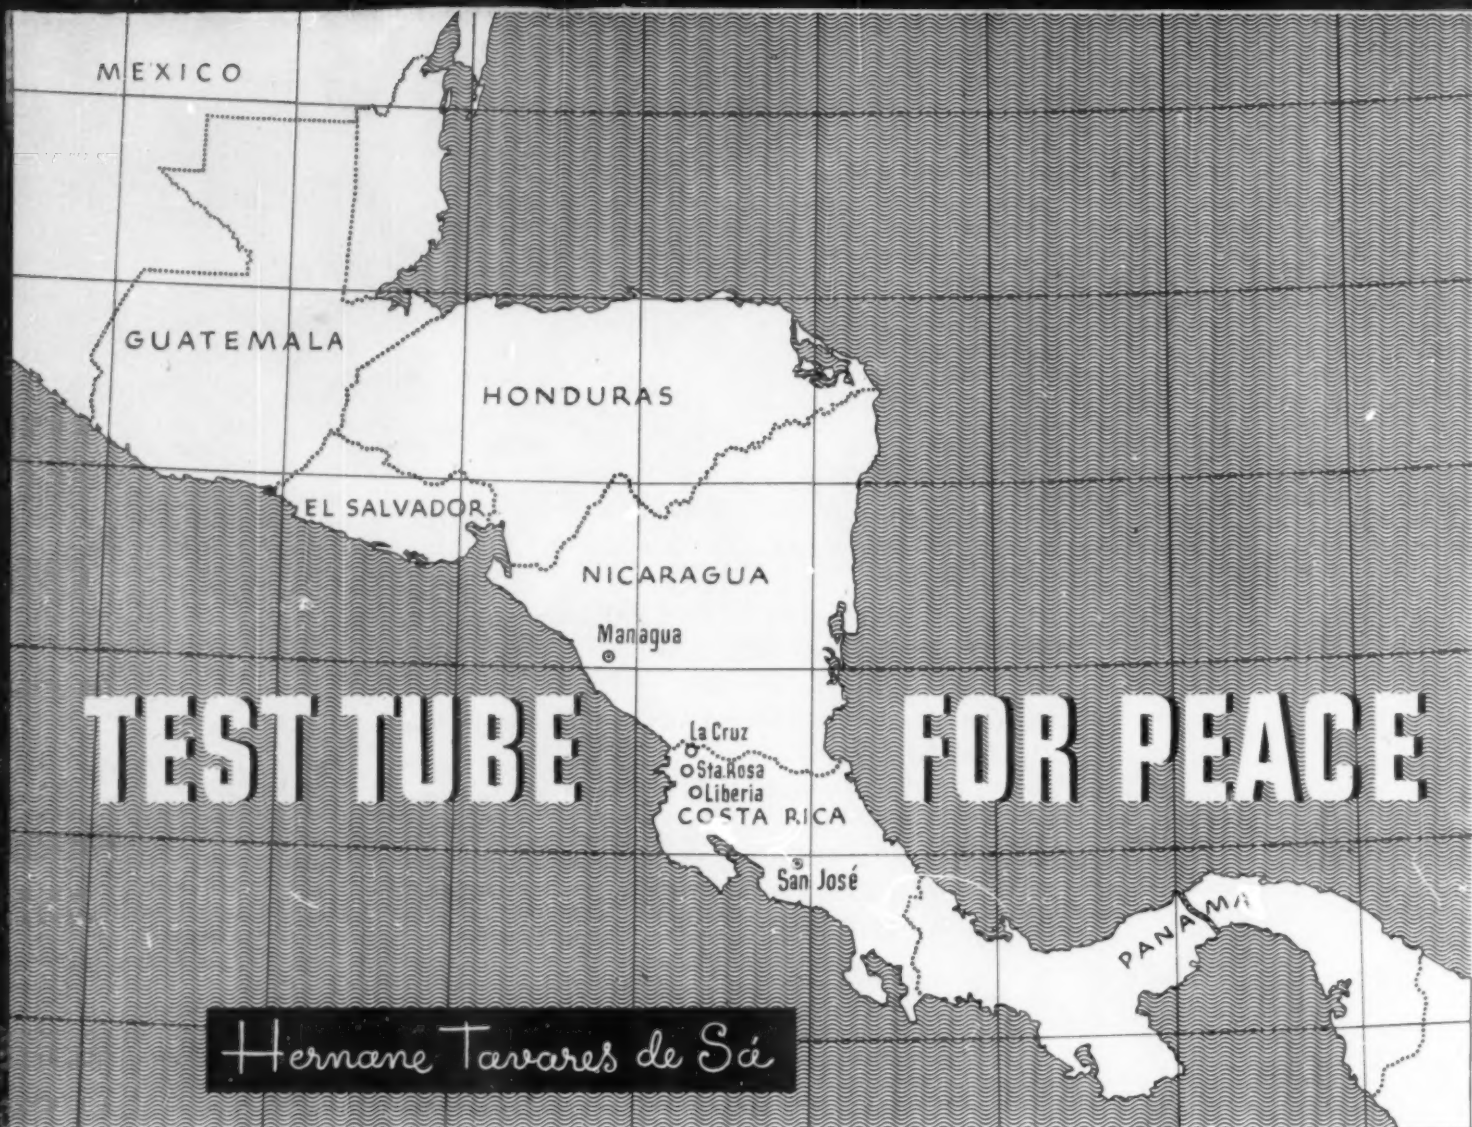 MEXICO
GUATEMALA
HONDURAS
EL SALVADOR
NICARAGUA
Managua
TEST TUBE FOR PEACE
La Cruz
Sta. Rosa
Liberia
COSTA RICA
San José
PANAMA
Hernane Tavares de Sá